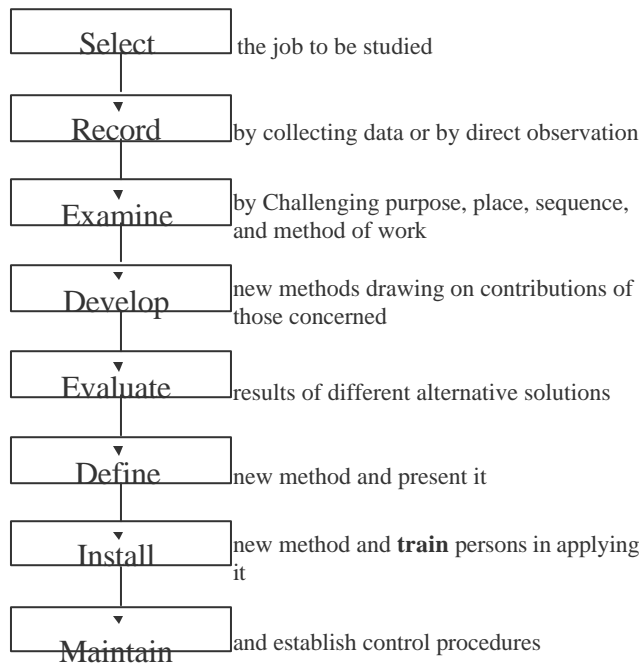 Select
the job to be studied
Record
by collecting data or by direct observation
Examine
by Challenging purpose, place, sequence,
and method of work
Develop
new methods drawing on contributions of
those concerned
Evaluate
results of different alternative solutions
Define
new method and present it
Install
new method and train persons in applying
it
Maintain
and establish control procedures